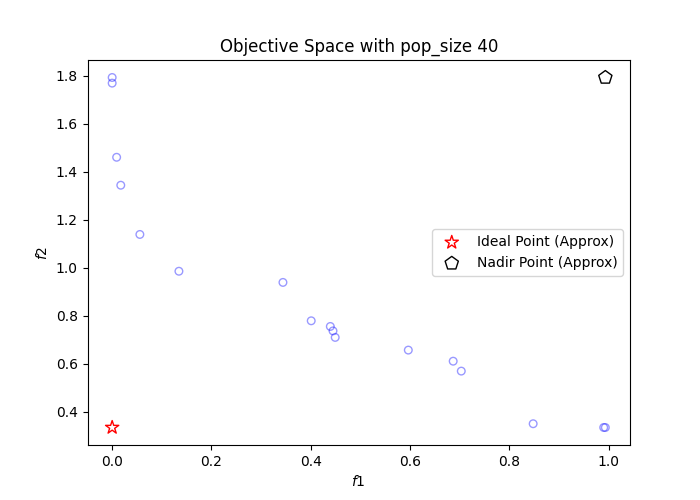 Objective Space with pop_size 40
f2
1.8
1.6
1.4
1.2
1.0
0.8
0.6
0.4
Ideal Point (Approx)
Nadir Point (Approx)
0.0 0.2 0.4 0.6 0.8 1.0
f1